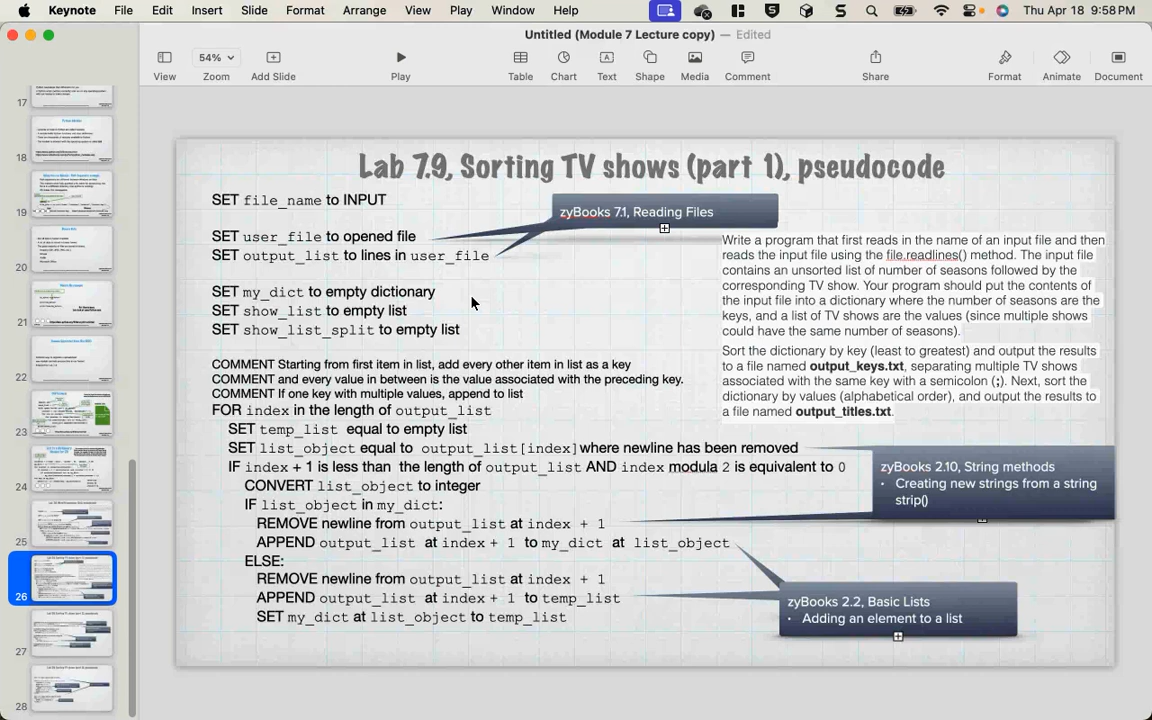 Keynote File Edit Insert Slide Format Arrange View Play Window Help Thu Apr 18 9:58 PM
Untitled (Module 7 Lecture copy) — Edited
54%
View Zoom Add Slide Play Table Chart Text Shape Media Comment Share Format Animate Document
17
18
19
20
21
22
23
24
25
26
27
28
Lab 7.9, Sorting TV shows (part 1), pseudocode
SET file_name to INPUT
zyBooks 7.1, Reading Files
SET user_file to opened file
SET output_list to lines in user_file
SET my_dict to empty dictionary
SET show_list to empty list
SET show_list_split to empty list
Write a program that first reads in the name of an input file and then
reads the input file using the file.readlines() method. The input file
contains an unsorted list of number of seasons followed by the
corresponding TV show. Your program should put the contents of
the input file into a dictionary where the number of seasons are the
keys, and a list of TV shows are the values (since multiple shows
could have the same number of seasons).
Sort the dictionary by key (least to greatest) and output the results
to a file named output_keys.txt, separating multiple TV shows
associated with the same key with a semicolon (;). Next, sort the
dictionary by values (alphabetical order), and output the results to
a file named output_titles.txt.
COMMENT Starting from first item in list, add every other item in list as a key
COMMENT and every value in between is the value associated with the preceding key.
COMMENT If one key with multiple values, append to list
FOR index in the length of output_list
SET temp_list equal to empty list
SET list_object equal to output_list[index] where newline has been removed
IF index + 1 is less than the length of output_list AND index modula 2 is equivalent to 0
CONVERT list_object to integer
IF list_object in my_dict:
REMOVE newline from output_list at index + 1
APPEND output_list at index + 1 to my_dict at list_object
ELSE:
REMOVE newline from output_list at index + 1
APPEND output_list at index + 1 to temp_list
SET my_dict at list_object to temp_list
zyBooks 2.10, String methods
• Creating new strings from a string
strip()
zyBooks 2.2, Basic Lists
• Adding an element to a list